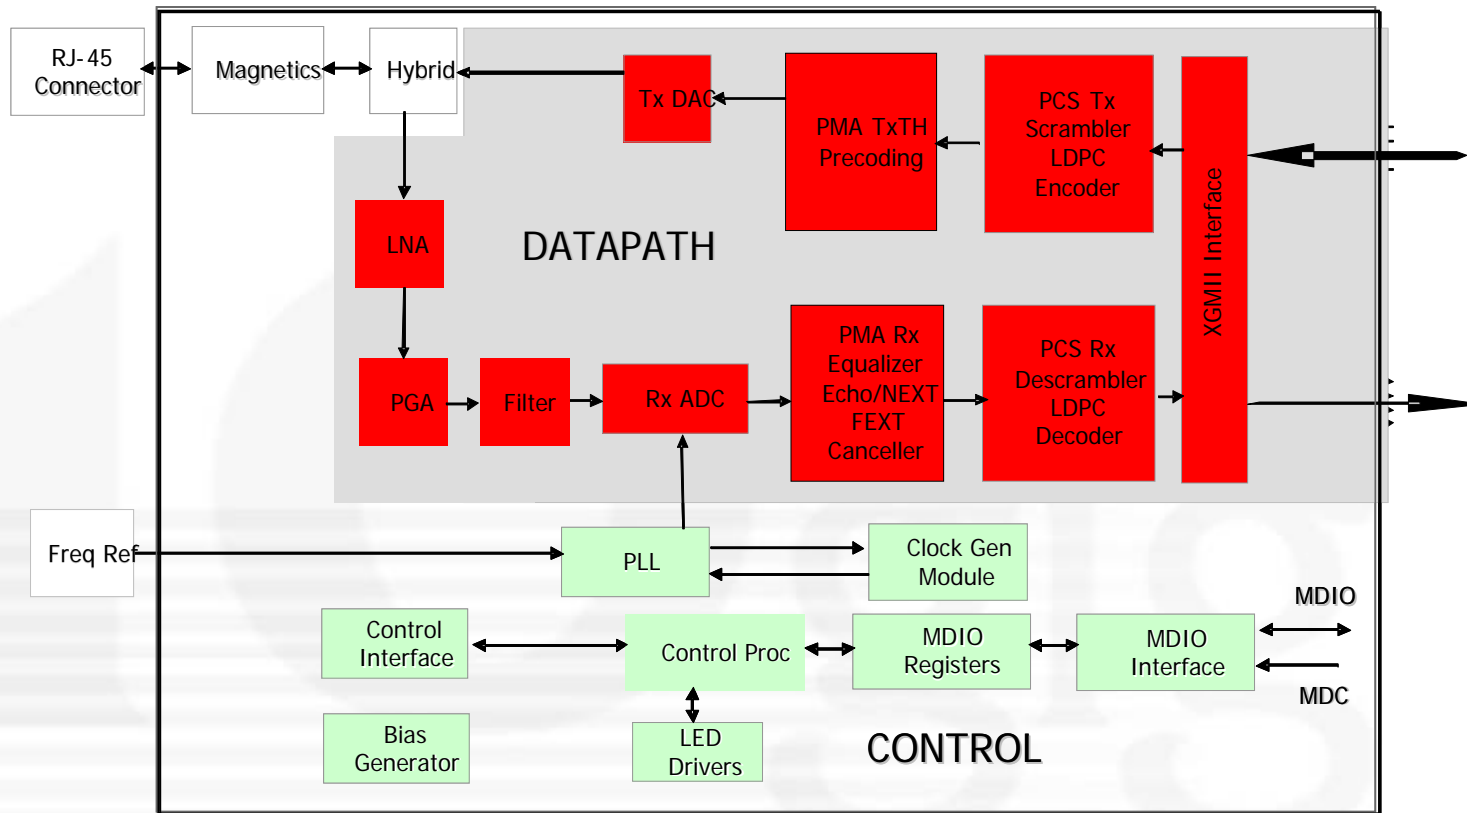 RJ-45
Connector
Magnetics
Hybrid
Tx DAC
PMA TxTH
Precoding
PCS Tx
Scrambler
LDPC
Encoder
XGMII Interface
LNA
DATAPATH
PGA
Filter
Rx ADC
PMA Rx
Equalizer
Echo/NEXT
FEXT
Canceller
PCS Rx
Descrambler
LDPC
Decoder
Freq Ref
PLL
Clock Gen
Module
Control
Interface
Control Proc
MDIO
Registers
MDIO
Interface
MDIO
MDC
Bias
Generator
LED
Drivers
CONTROL
10gig